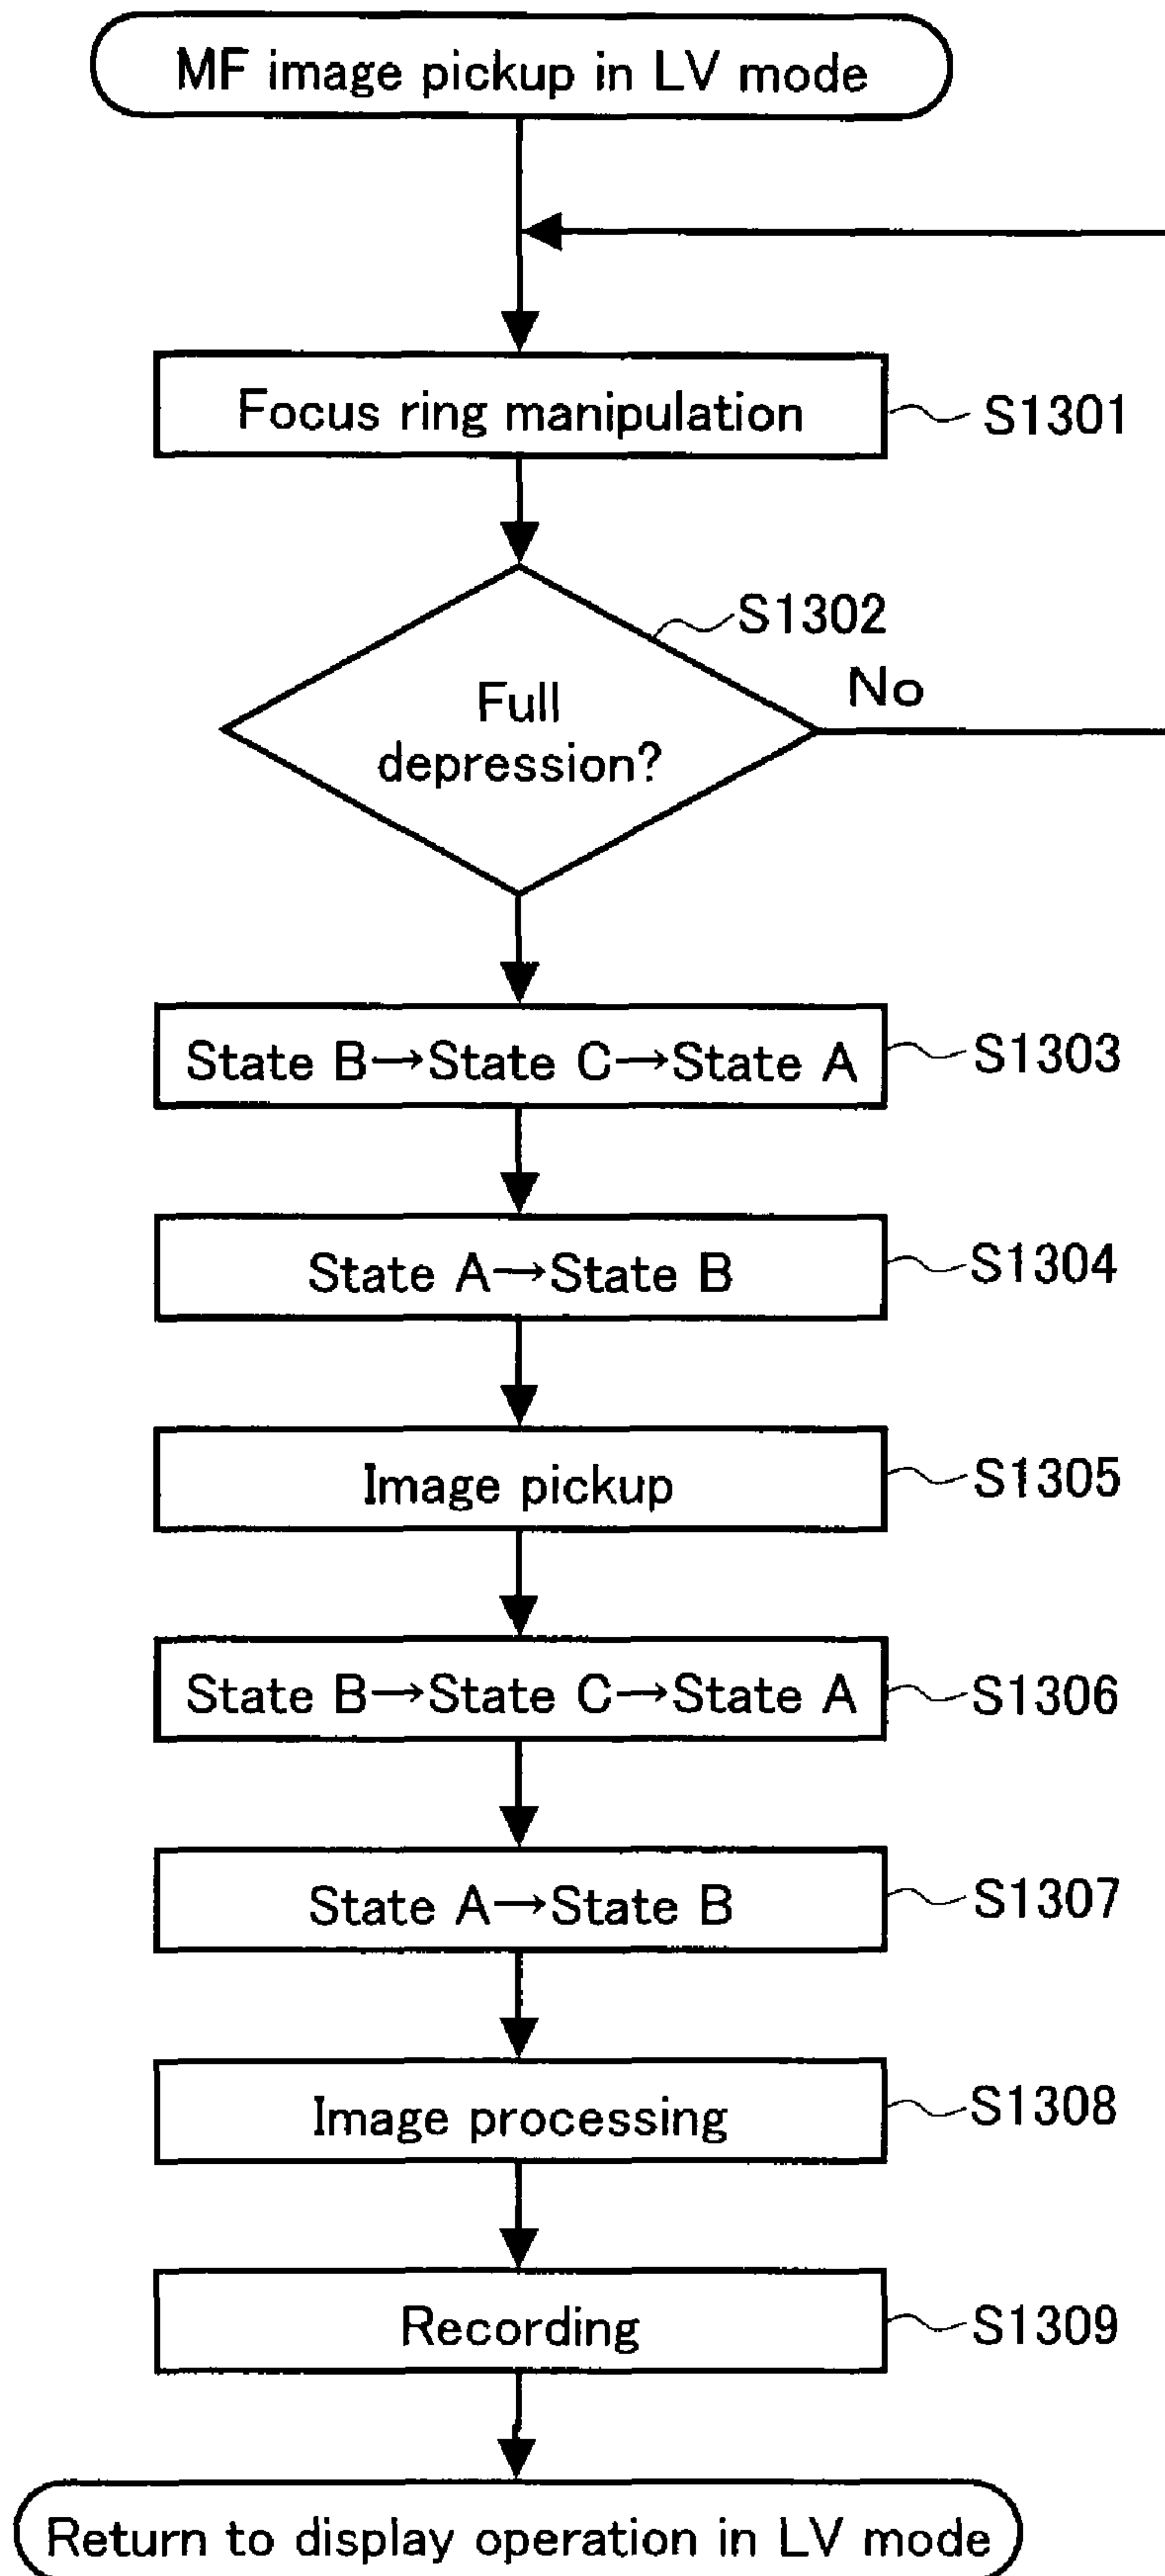 MF image pickup in LV mode
Focus ring manipulation
S1301
S1302
No
Full
depression?
State B→State C→State A
S1303
State A→State B
S1304
Image pickup
S1305
State B→State C→State A
S1306
State A→State B
S1307
Image processing
S1308
Recording
S1309
Return to display operation in LV mode